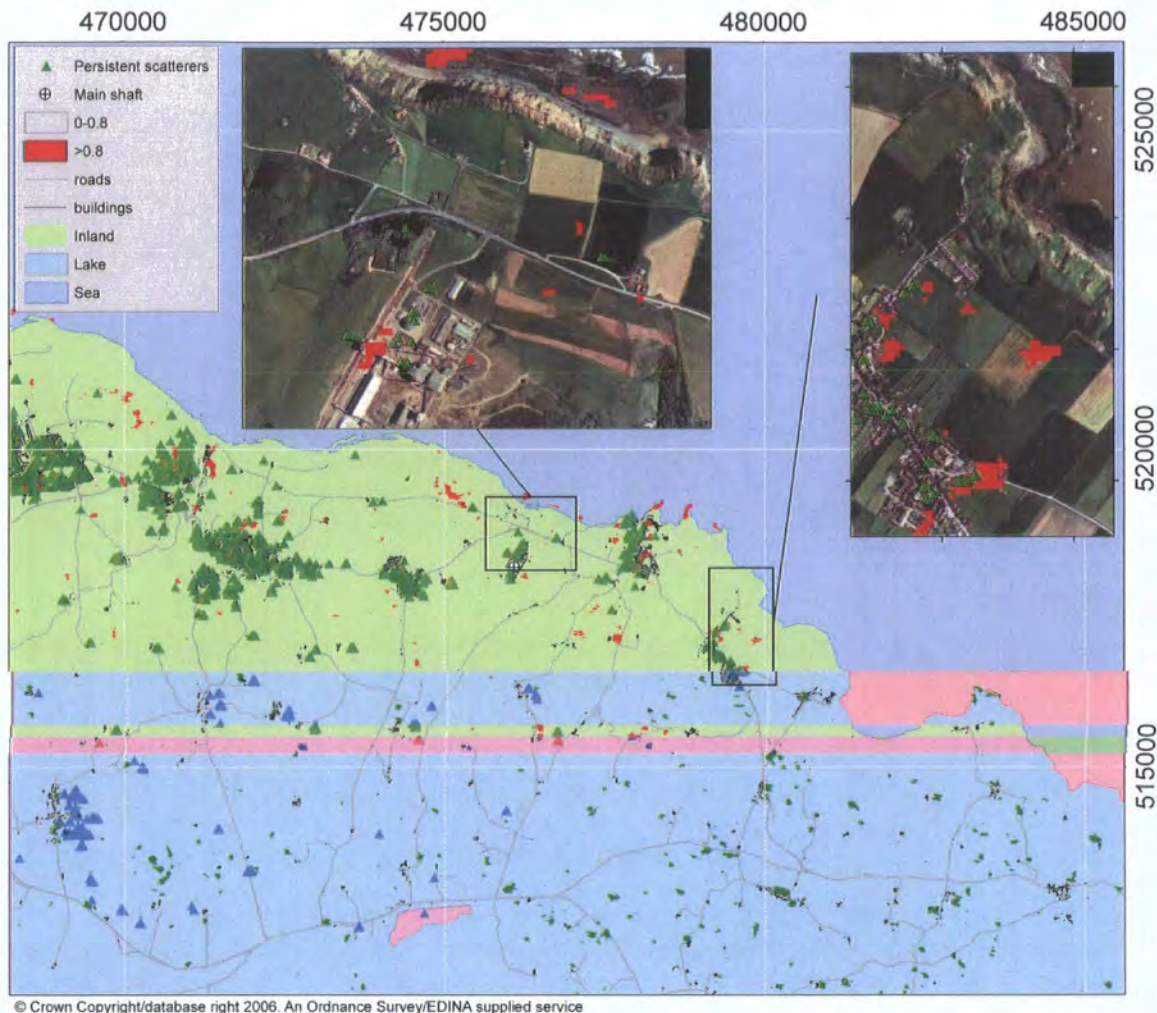 470000 475000 480000 485000
Persistent scatterers
Main shaft
0-0.8
>0.8
roads
buildings
Inland
Lake
Sea
525000
520000
515000
© Crown Copyright/database right 2006. An Ordnance Survey/EDINA supplied service